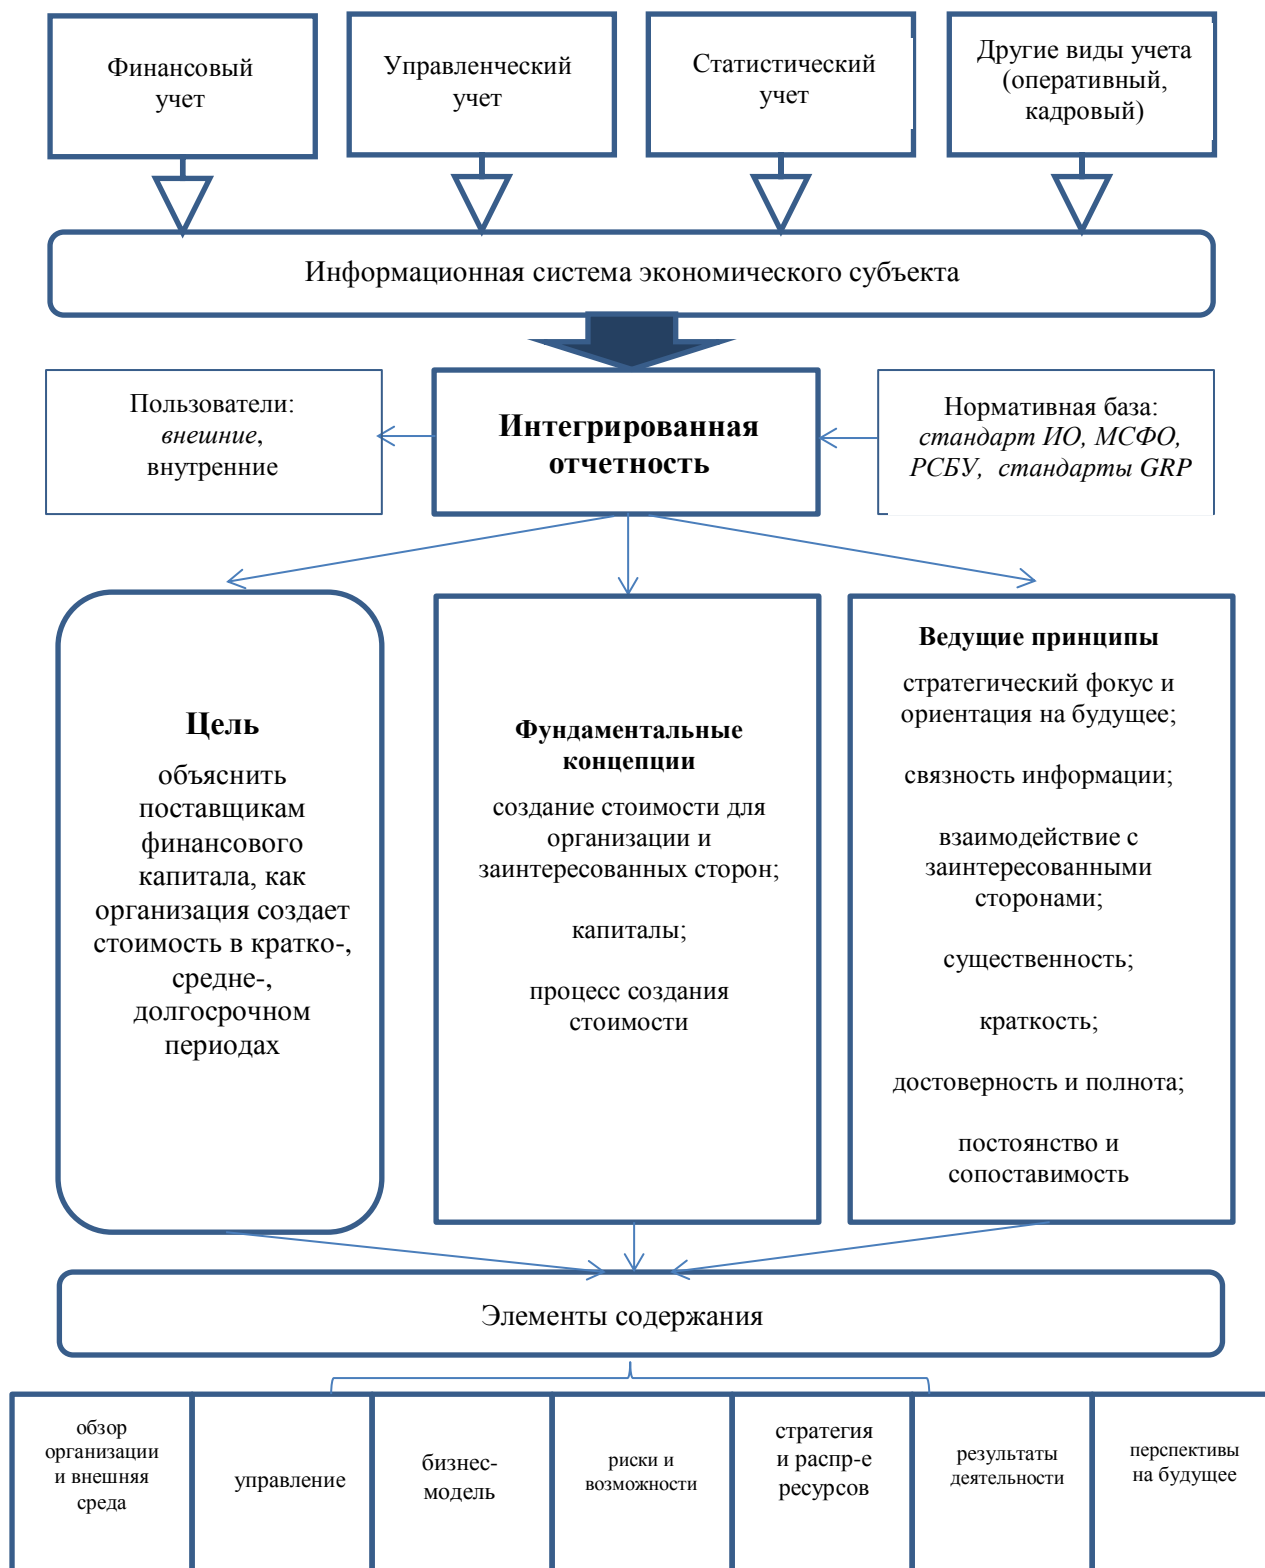 Финансовый
учет
Управленческий
учет
Статистический
учет
Другие виды учета
(оперативный,
кадровый)
Информационная система экономического субъекта
Пользователи:
внешние,
внутренние
Интегрированная
отчетность
Нормативная база:
стандарт ИО, МСФО,
РСБУ, стандарты GRP
Цель
объяснить
поставщикам
финансового
капитала, как
организация создает
стоимость в кратко-,
средне-,
долгосрочном
периодах
Фундаментальные
концепции
создание стоимости для
организации и
заинтересованных сторон;
капиталы;
процесс создания
стоимости
Ведущие принципы
стратегический фокус и
ориентация на будущее;
связность информации;
взаимодействие с
заинтересованными
сторонами;
существенность;
краткость;
достоверность и полнота;
постоянство и
сопоставимость
Элементы содержания
обзор
организации
и внешняя
среда
управление
бизнес-
модель
риски и
возможности
стратегия
и распр-е
ресурсов
результаты
деятельности
перспективы
на будущее